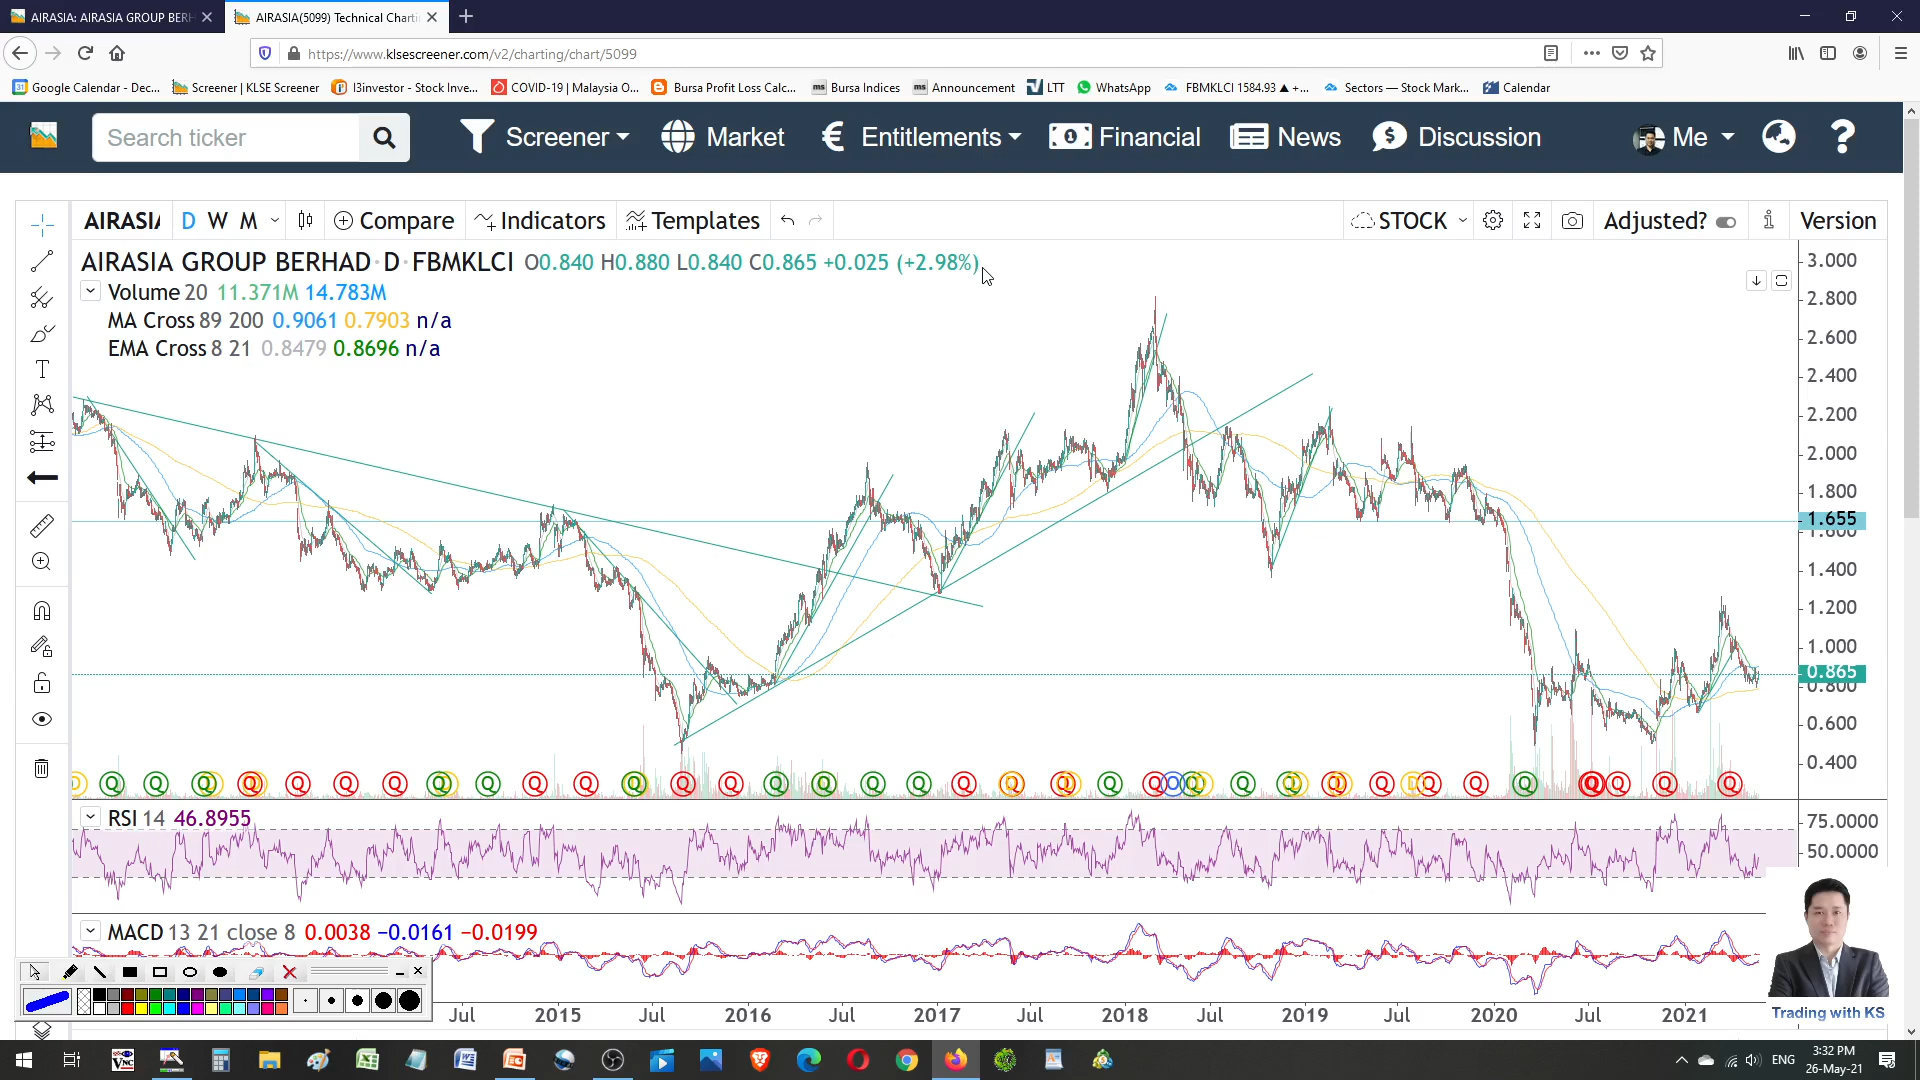 AIRASIA: AIRASIA GROUP BERH
AIRASIA(5099) Technical Charti
https://www.klsescreener.com/v2/charting/chart/5099
Google Calendar - Dec...
Screener | KLSE Screener
I3investor - Stock Inve...
COVID-19 | Malaysia O...
Bursa Profit Loss Calc...
ms Bursa Indices
ms Announcement
LTT
WhatsApp
FBMKLCI 1584.93 ▲ +...
Sectors — Stock Mark...
Calendar
Search ticker
Screener
Market
Entitlements
Financial
News
Discussion
Me
AIRASIA D W M Compare Indicators Templates STOCK Adjusted? Version
AIRASIA GROUP BERHAD · D · FBMKLCI O0.840 H0.880 L0.840 C0.865 +0.025 (+2.98%)
Volume 20 11.371M 14.783M
MA Cross 89 200 0.9061 0.7903 n/a
EMA Cross 8 21 0.8479 0.8696 n/a
3.000
2.800
2.600
2.400
2.200
2.000
1.800
1.655
1.600
1.400
1.200
1.000
0.865
0.800
0.600
0.400
D Q Q Q Q Q Q Q Q Q Q Q Q Q Q Q Q Q Q Q Q Q Q Q O Q Q Q Q Q D Q Q Q Q Q Q Q
RSI 14 46.8955
75.0000
50.0000
MACD 13 21 close 8 0.0038 −0.0161 −0.0199
Jul 2015 Jul 2016 Jul 2017 Jul 2018 Jul 2019 Jul 2020 Jul 2021
Trading with KS
ENG
3:32 PM
26-May-21